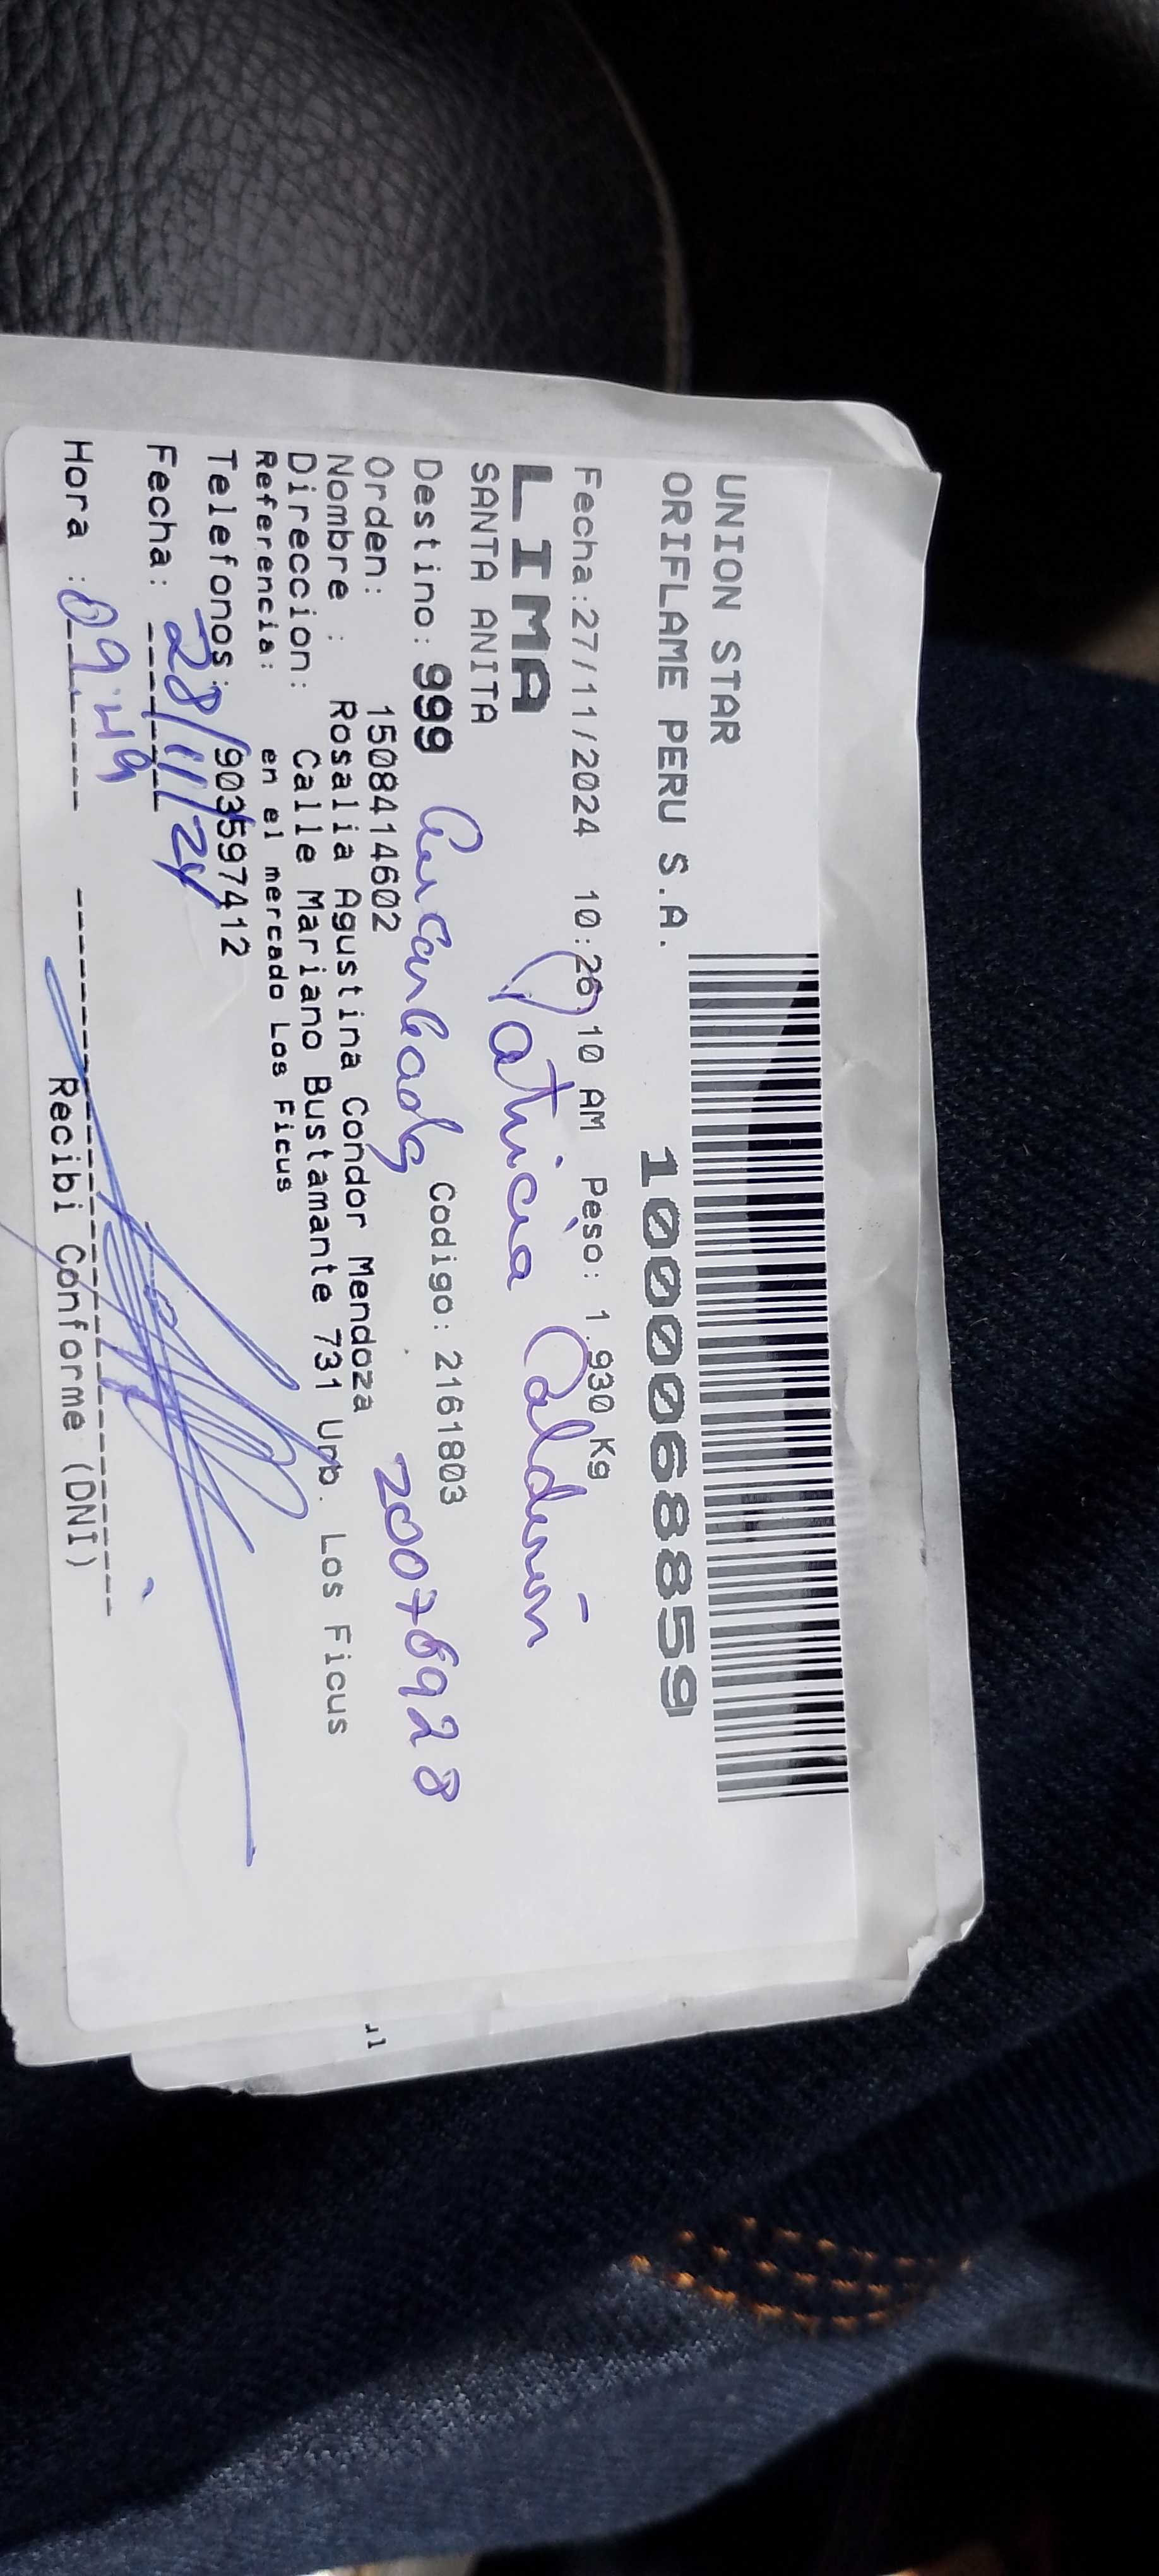 UNION STAR
ORIFLAME PERU S.A.
1000068859
Fecha:27/11/2024 10:26:10 AM Peso: 1.930 Kg
LIMA
Patricia Calderón
SANTA ANITA
Destino: 999 Codigo: 2161803
Encargada
Orden: 1508414602
20076928
Nombre : Rosalia Agustina Condor Mendoza
Direccion: Calle Mariano Bustamante 731 Urb. Los Ficus
Referencia: en el mercado Los Ficus
Telefonos: 903597412
Fecha: 28/11/24
Hora : 09:49
Recibi Conforme (DNI)